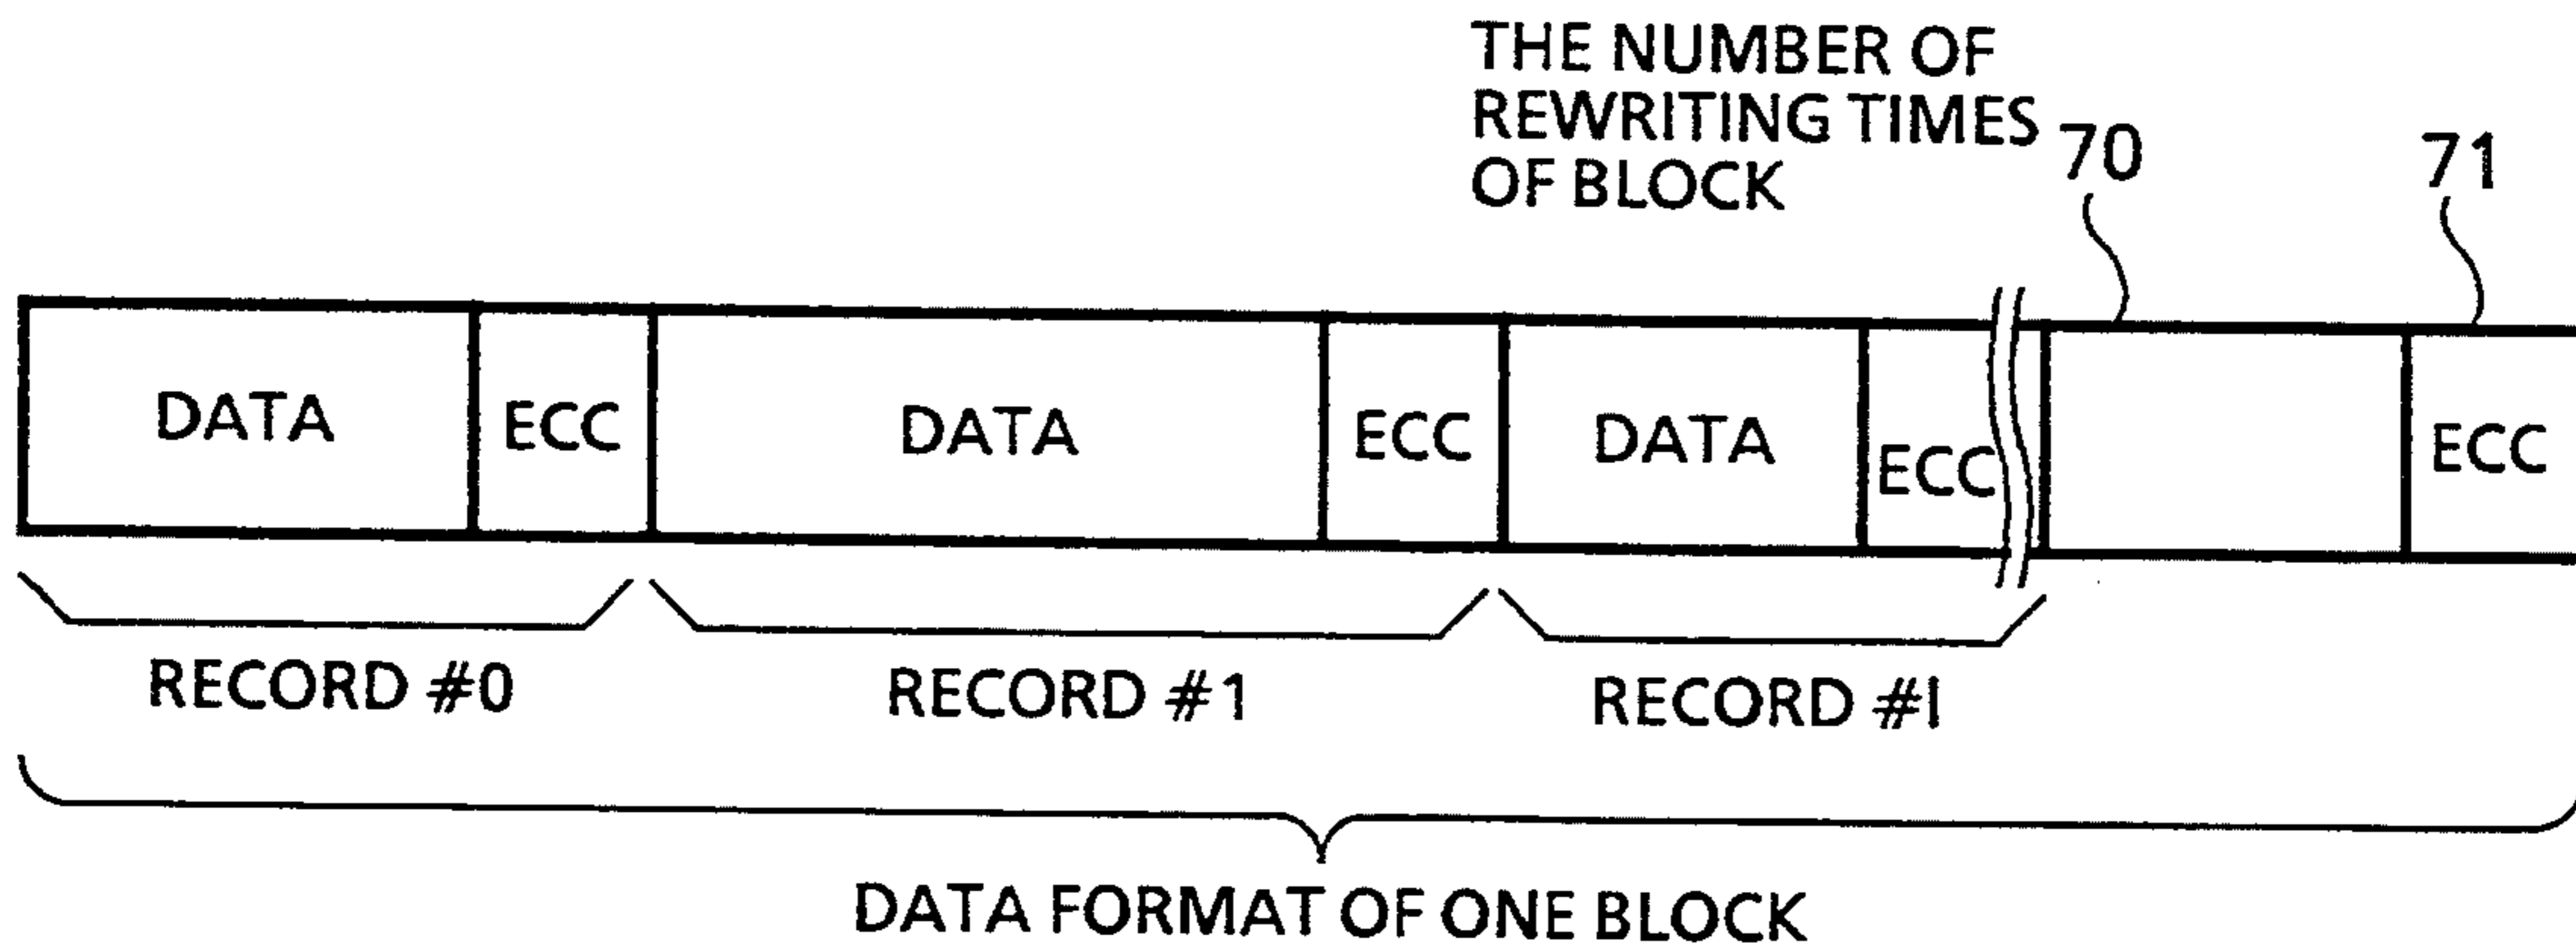 THE NUMBER OF
REWRITING TIMES
OF BLOCK
70
71
DATA
ECC
DATA
ECC
DATA
ECC
ECC
RECORD #0
RECORD #1
RECORD #I
DATA FORMAT OF ONE BLOCK